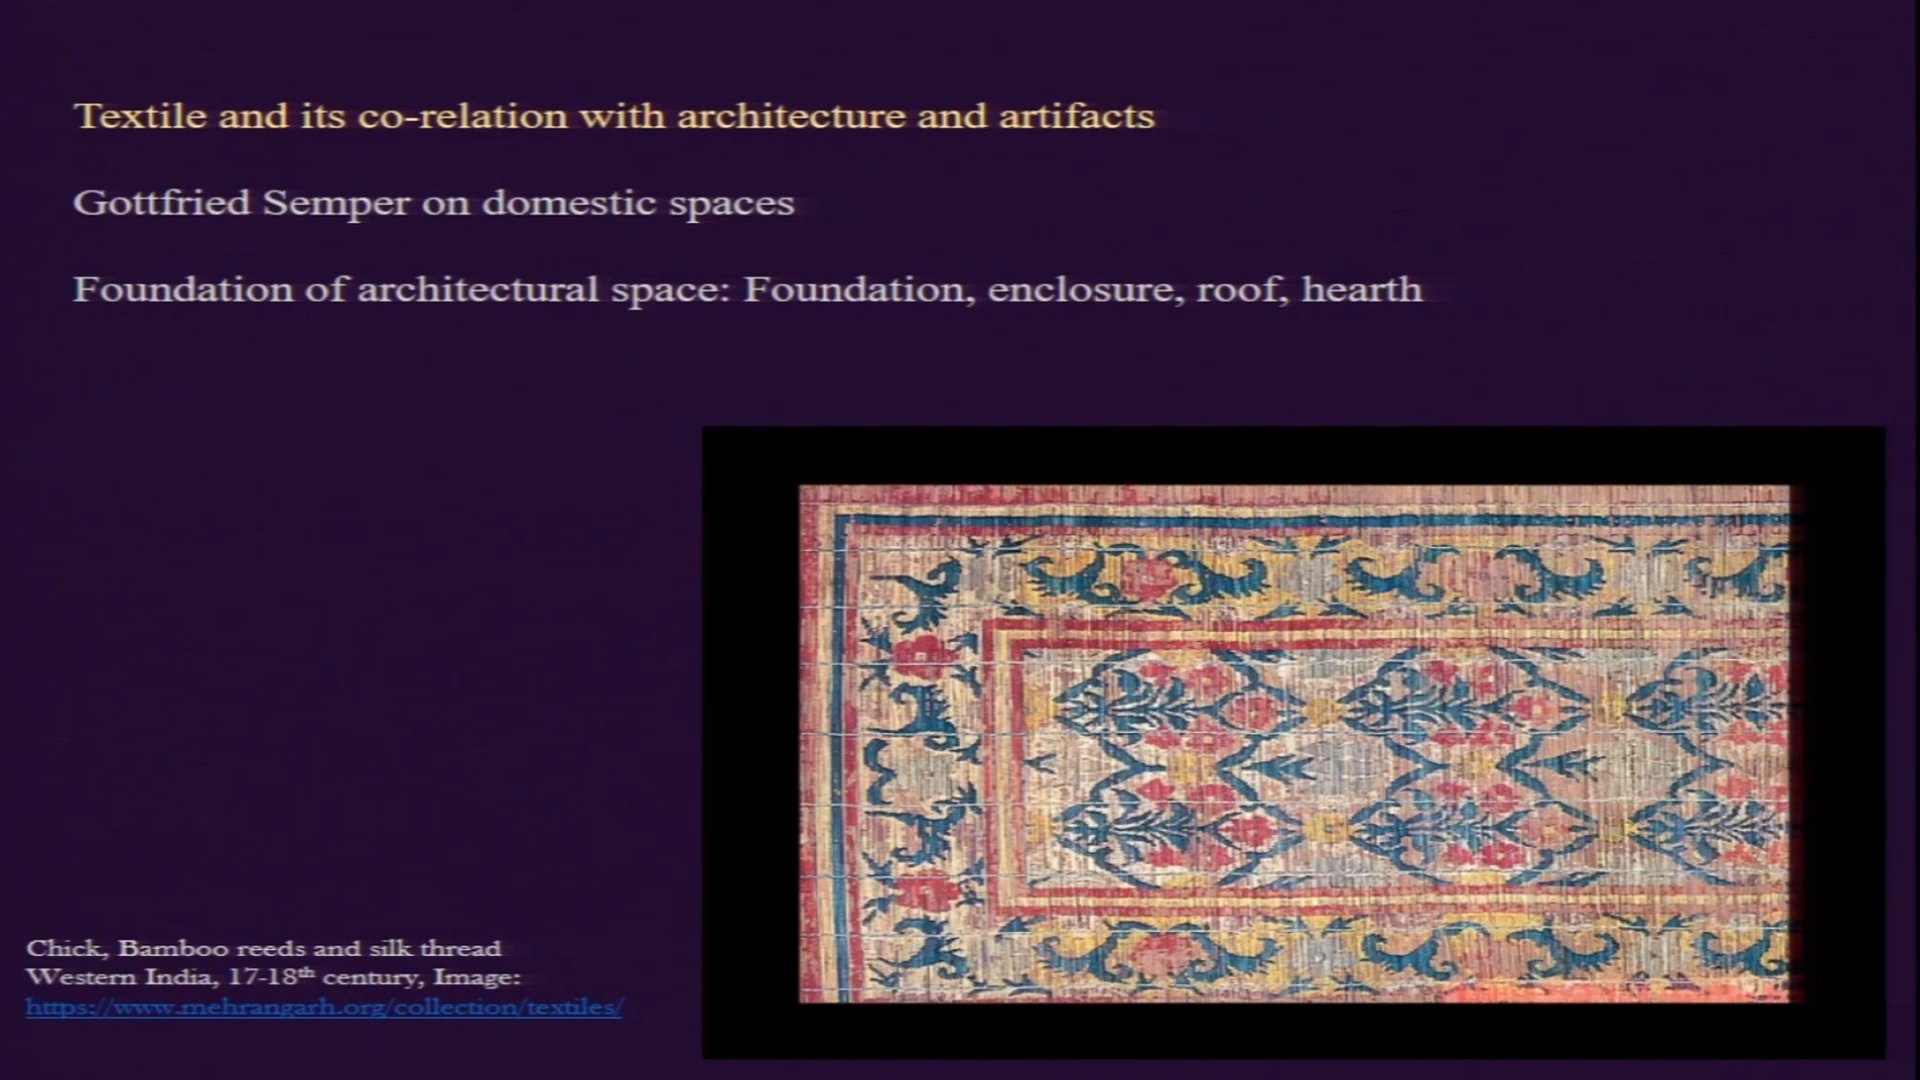 Textile and its co-relation with architecture and artifacts
Gottfried Semper on domestic spaces
Foundation of architectural space: Foundation, enclosure, roof, hearth
Chick, Bamboo reeds and silk thread
Western India, 17-18th century, Image:
https://www.mehrangarh.org/collection/textiles/